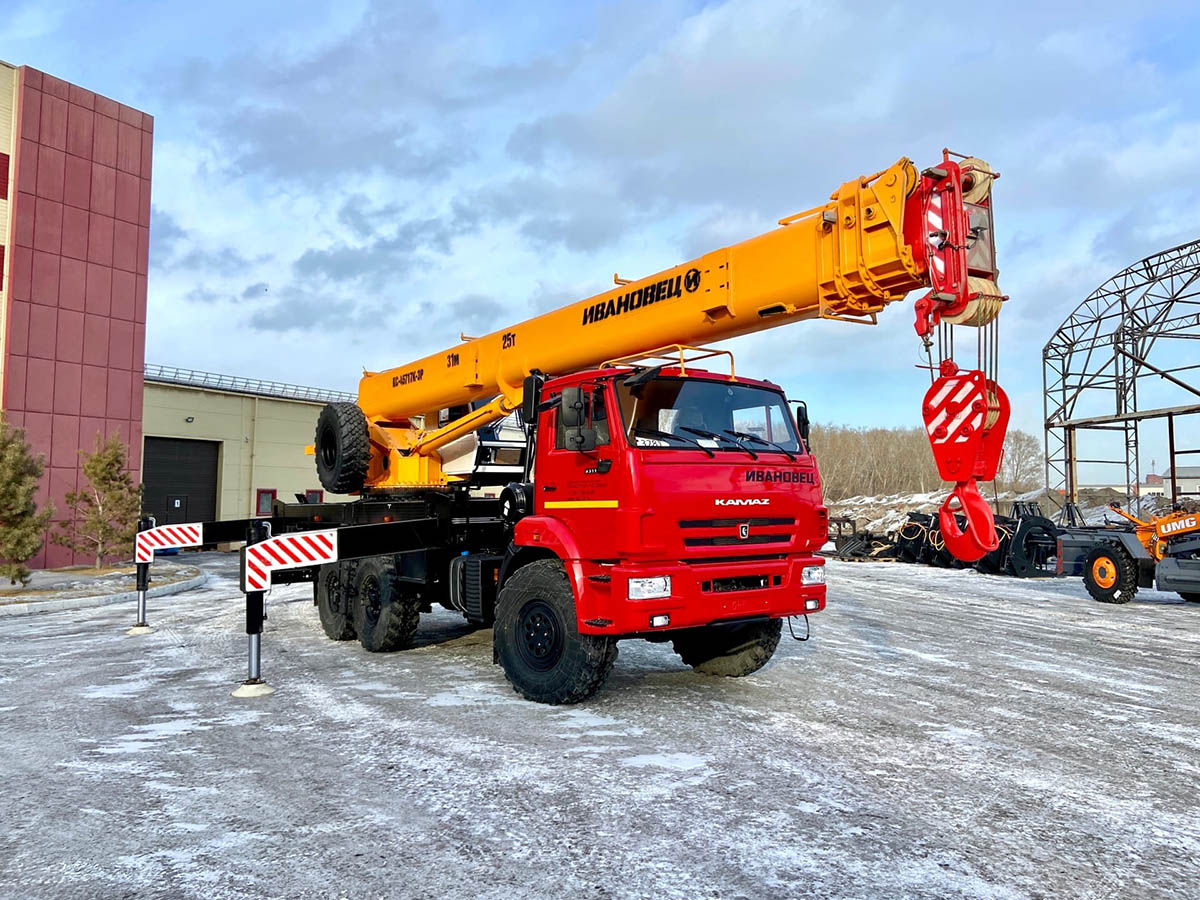 ИВАНОВЕЦ
25т
31м
КС-45717К-3Р
ИВАНОВЕЦ
KAMAZ
UMG